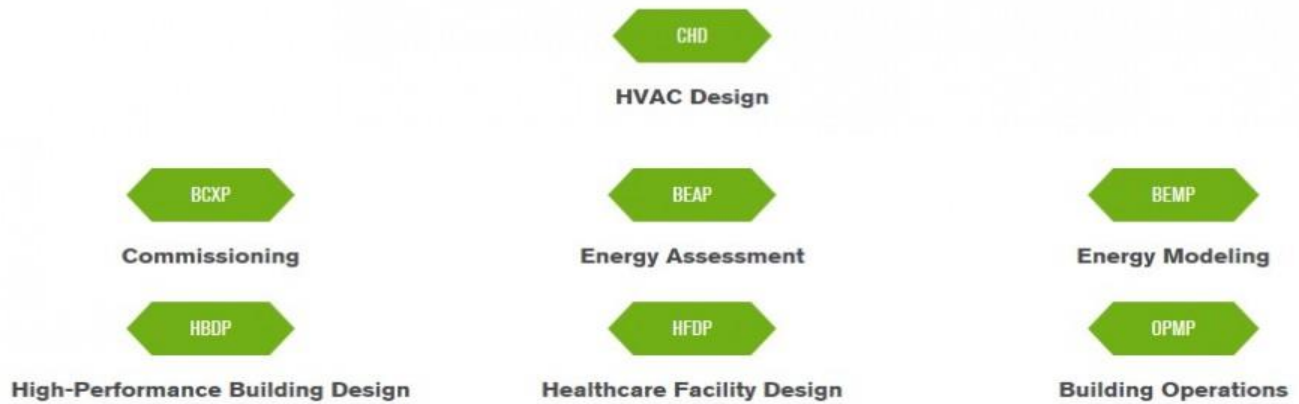 CHD
HVAC Design
BCXP
BEAP
BEMP
Commissioning
Energy Assessment
Energy Modeling
HBDP
HFDP
OPMP
High-Performance Building Design
Healthcare Facility Design
Building Operations